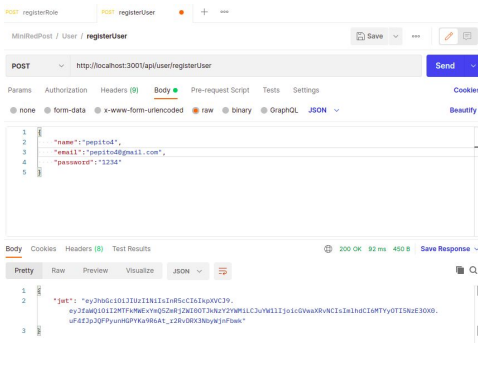 POST registerRole POST registerUser
MiniRedPost / User / registerUser Save
POST http://localhost:3001/api/user/registerUser Send
Params Authorization Headers (9) Body Pre-request Script Tests Settings Cookies
none form-data x-www-form-urlencoded raw binary GraphQL JSON Beautify
1
2 "name":"pepito4",
3 "email":"pepito4@gmail.com",
4 "password":"1234"
5
Body Cookies Headers (8) Test Results 200 OK 92 ms 450 B Save Response
Pretty Raw Preview Visualize JSON
1
2 "jwt": "eyJhbGciOiJIUzI1NiIsInR5cCI6IkpXVCJ9.
3